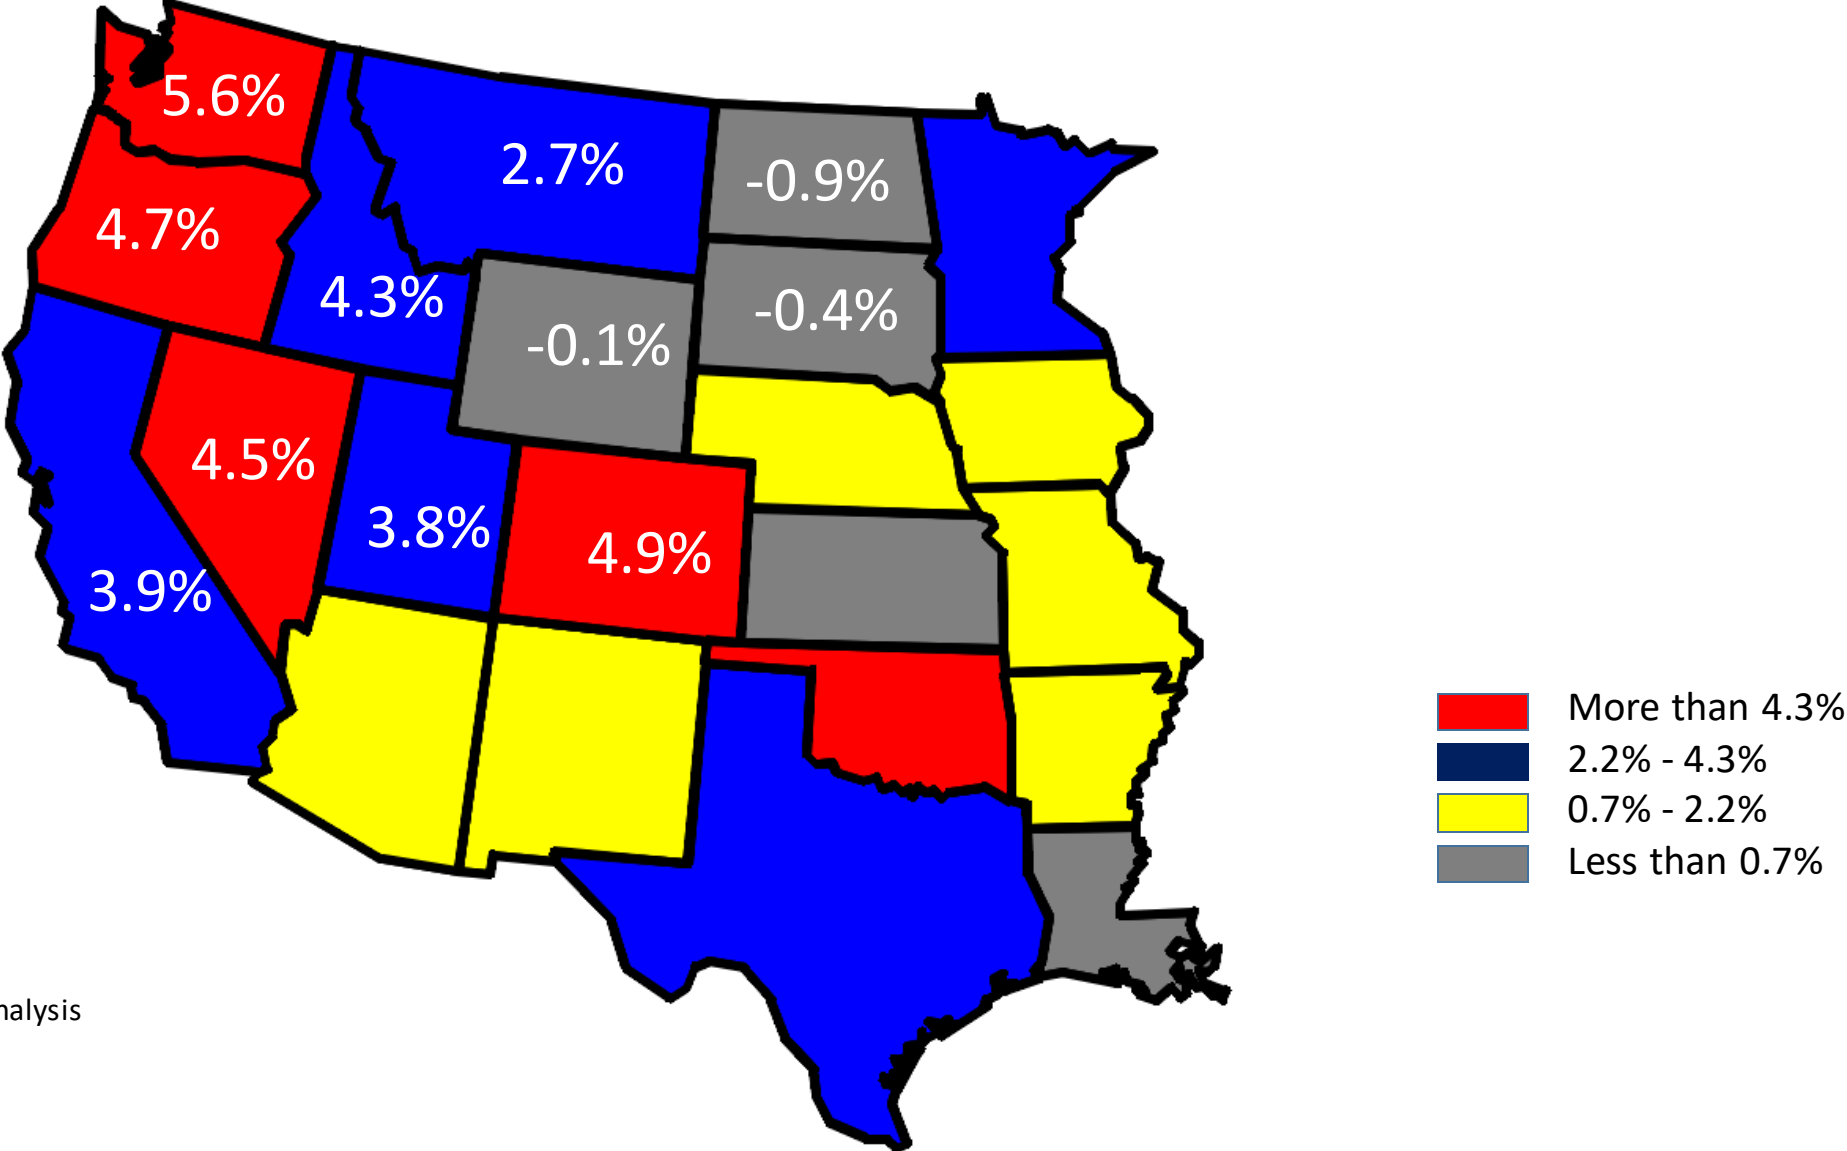 5.6%
2.7%
-0.9%
4.7%
4.3%
-0.4%
-0.1%
4.5%
3.8%
4.9%
3.9%
More than 4.3%
2.2% - 4.3%
0.7% - 2.2%
Less than 0.7%
nalysis